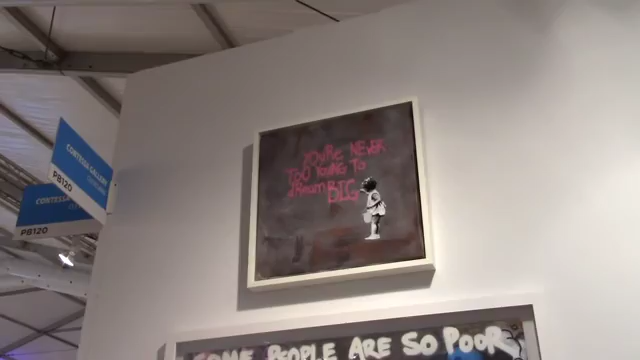 CONTESSA GALLERY
PB120
CONTESSA
PB120
YOU'RE NEVER
TOO YOUNG TO
dReam BIG
SOME PEOPLE ARE SO POOR